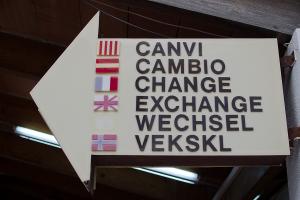 CANVI
CAMBIO
CHANGE
EXCHANGE
WECHSEL
VEKSKL